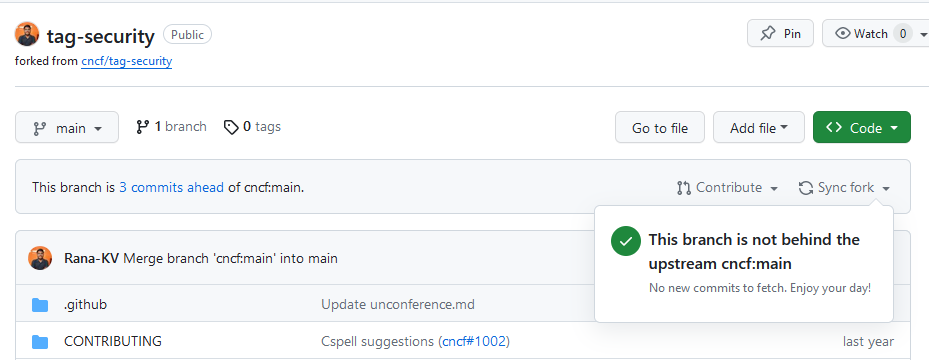 tag-security Public Pin Watch 0
forked from cncf/tag-security
main 1 branch 0 tags Go to file Add file Code
This branch is 3 commits ahead of cncf:main. Contribute Sync fork
This branch is not behind the
upstream cncf:main
No new commits to fetch. Enjoy your day!
Rana-KV Merge branch 'cncf:main' into main
.github Update unconference.md
CONTRIBUTING Cspell suggestions (cncf#1002) last year